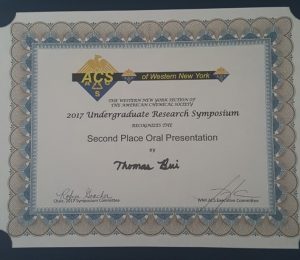 ACS
of Western New York
S
THE WESTERN NEW YORK SECTION OF
THE AMERICAN CHEMICAL SOCIETY
2017 Undergraduate Research Symposium
RECOGNIZES THE
Second Place Oral Presentation
BY
Thomas Bui
Chair, 2017 Symposium Committee
WNY ACS Executive Committee